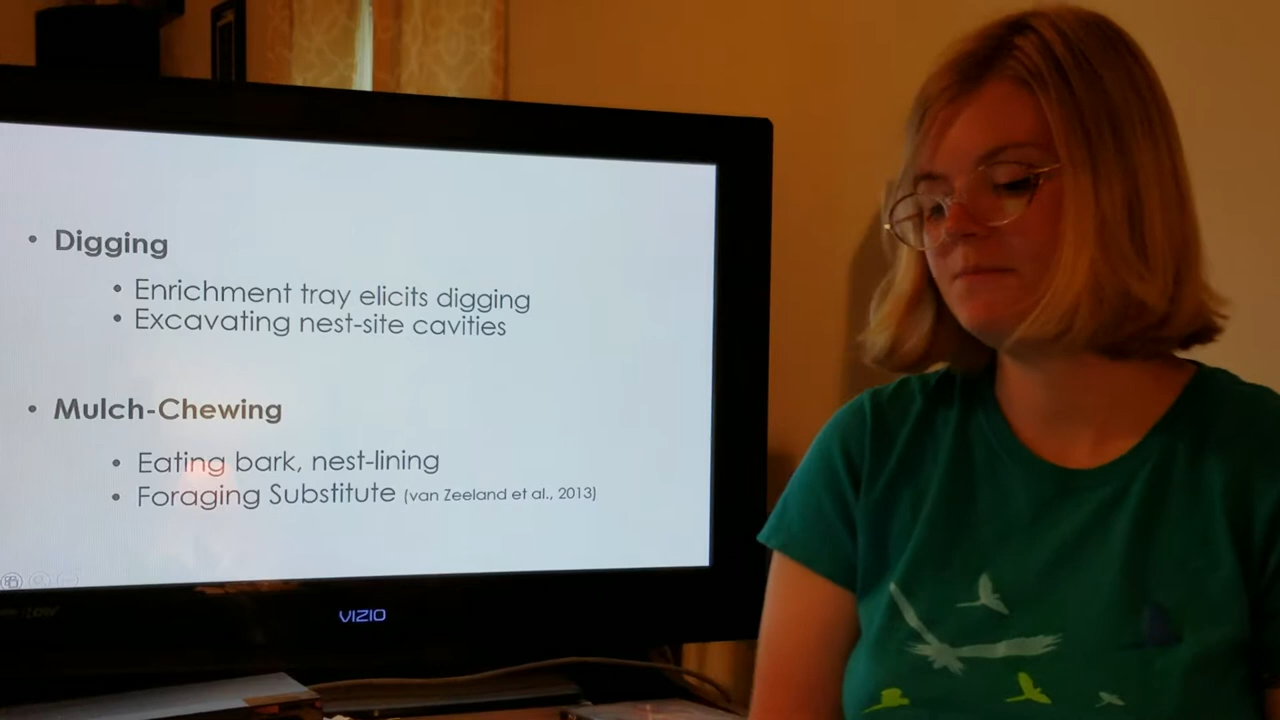 • Digging
• Enrichment tray elicits digging
• Excavating nest-site cavities
• Mulch-Chewing
• Eating bark, nest-lining
• Foraging Substitute (van Zeeland et al., 2013)
VIZIO